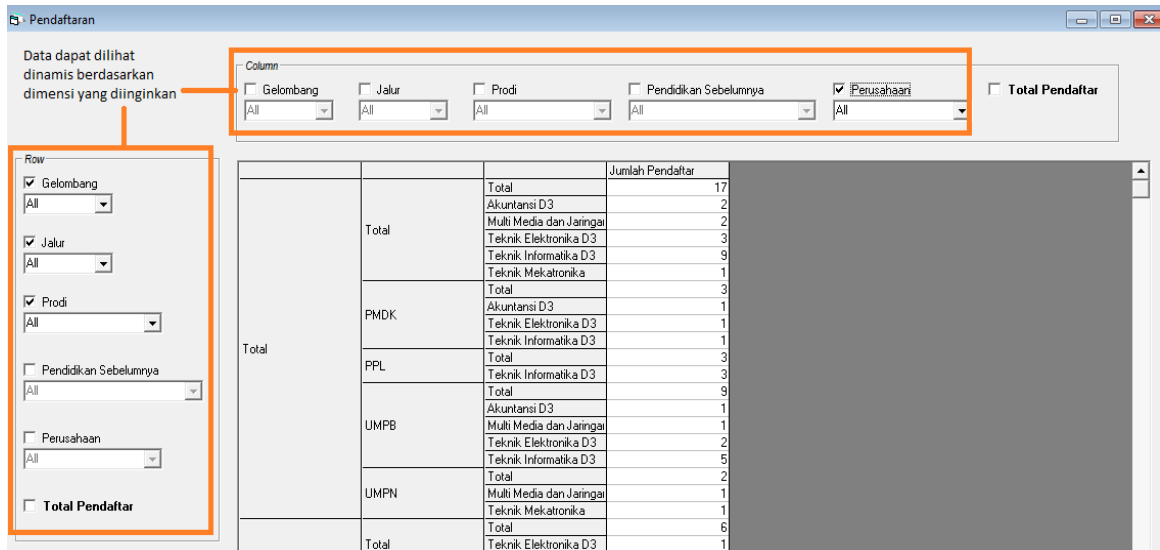 Pendaftaran
Data dapat dilihat
dinamis berdasarkan
dimensi yang diinginkan
Column
Gelombang Jalur Prodi Pendidikan Sebelumnya Perusahaan Total Pendaftar
All All All All All
Row
Gelombang
All
Jalur
All
Prodi
All
Pendidikan Sebelumnya
All
Perusahaan
All
Total Pendaftar
Jumlah Pendaftar
Total Total Total 17
Akuntansi D3 2
Multi Media dan Jaringan 2
Teknik Elektronika D3 3
Teknik Informatika D3 9
Teknik Mekatronika 1
PMDK Total 3
Akuntansi D3 1
Teknik Elektronika D3 1
Teknik Informatika D3 1
PPL Total 3
Teknik Informatika D3 3
UMPB Total 9
Akuntansi D3 1
Multi Media dan Jaringan 1
Teknik Elektronika D3 2
Teknik Informatika D3 5
UMPN Total 2
Multi Media dan Jaringan 1
Teknik Mekatronika 1
Total Total 6
Teknik Elektronika D3 1